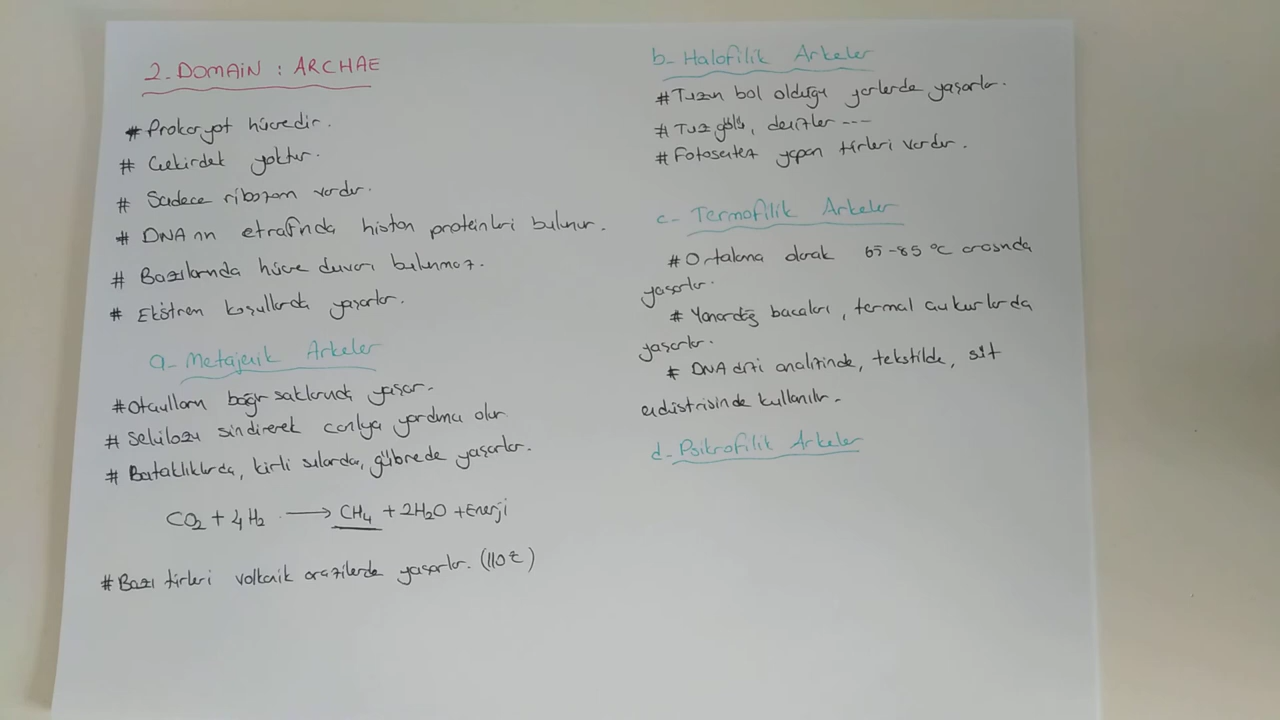 2. DOMAİN : ARCHAE
# Prokaryot hücredir.
# Çekirdek yoktur.
# Sadece ribozom vardır.
# DNA nın etrafında histon proteinleri bulunur.
# Bazılarında hücre duvarı bulunmaz.
# Ekstrem koşullarda yaşarlar.
a- Metajenik Arkeler
# Otçulların bağırsaklarında yaşar.
# Selülozu sindirerek canlıya yardımcı olur
# Bataklıklarda, kirli sularda, gübrede yaşarlar.
CO2 + 4H2 → CH4 + 2H2O + Enerji
# Bazı türleri volkanik arazilerde yaşarlar. (110 °C)
b- Halofilik Arkeler
# Tuzun bol olduğu yerlerde yaşarlar.
# Tuz gölü, denizler ---
# Fotosentez yapan türleri vardır.
c- Termofilik Arkeler
# Ortalama olarak 65-85 °C arasında
yaşarlar.
# Yanardağ bacaları, termal çukurlarda
yaşarlar.
# DNA dizi analizinde, tekstilde, süt
endüstrisinde kullanılır.
d- Psikrofilik Arkeler